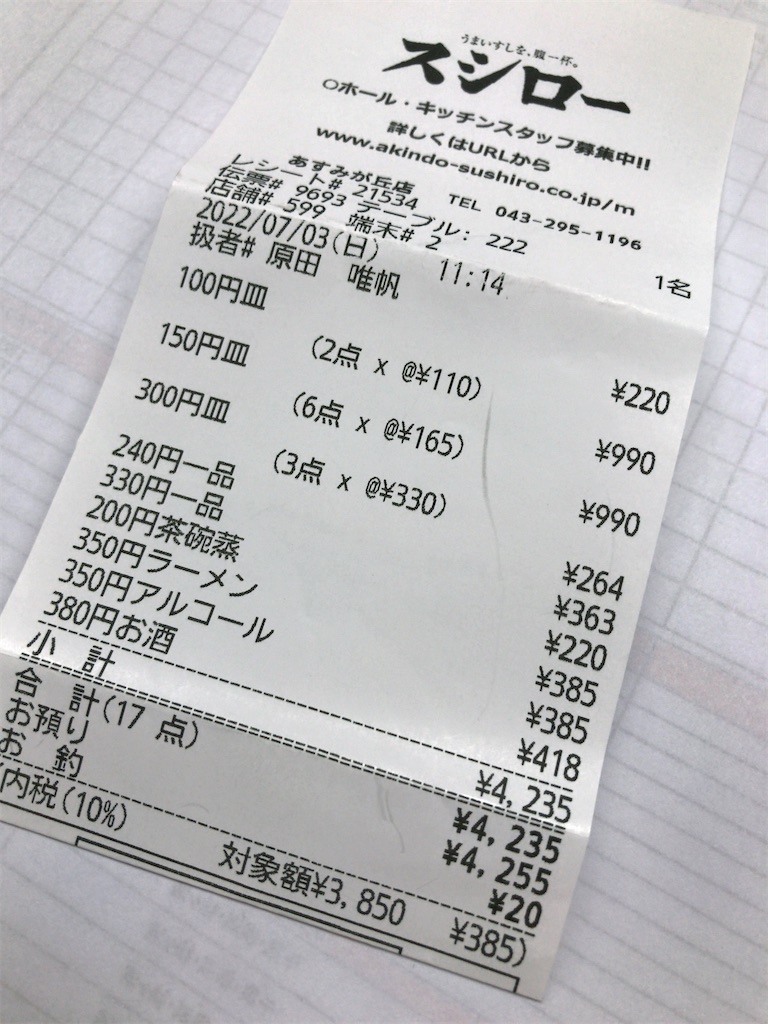 うまいすしを、腹一杯。
スシロー
○ホール・キッチンスタッフ募集中!!
詳しくはURLから
www.akindo-sushiro.co.jp/m
あすみが丘店 TEL 043-295-1196
レシート# 21534
伝票# 9693 テーブル: 222
店舗# 599 端末# 2
2022/07/03(日) 11:14 1名
扱者# 原田 唯帆
100円皿
(2点 x @¥110) ¥220
150円皿
(6点 x @¥165) ¥990
300円皿
(3点 x @¥330) ¥990
240円一品 ¥264
330円一品 ¥363
200円茶碗蒸 ¥220
350円ラーメン ¥385
350円アルコール ¥385
380円お酒 ¥418
小 計 ¥4,235
合 計(17 点) ¥4,235
お預り ¥4,255
お 釣 ¥20
(内税(10%) 対象額¥3,850 ¥385)